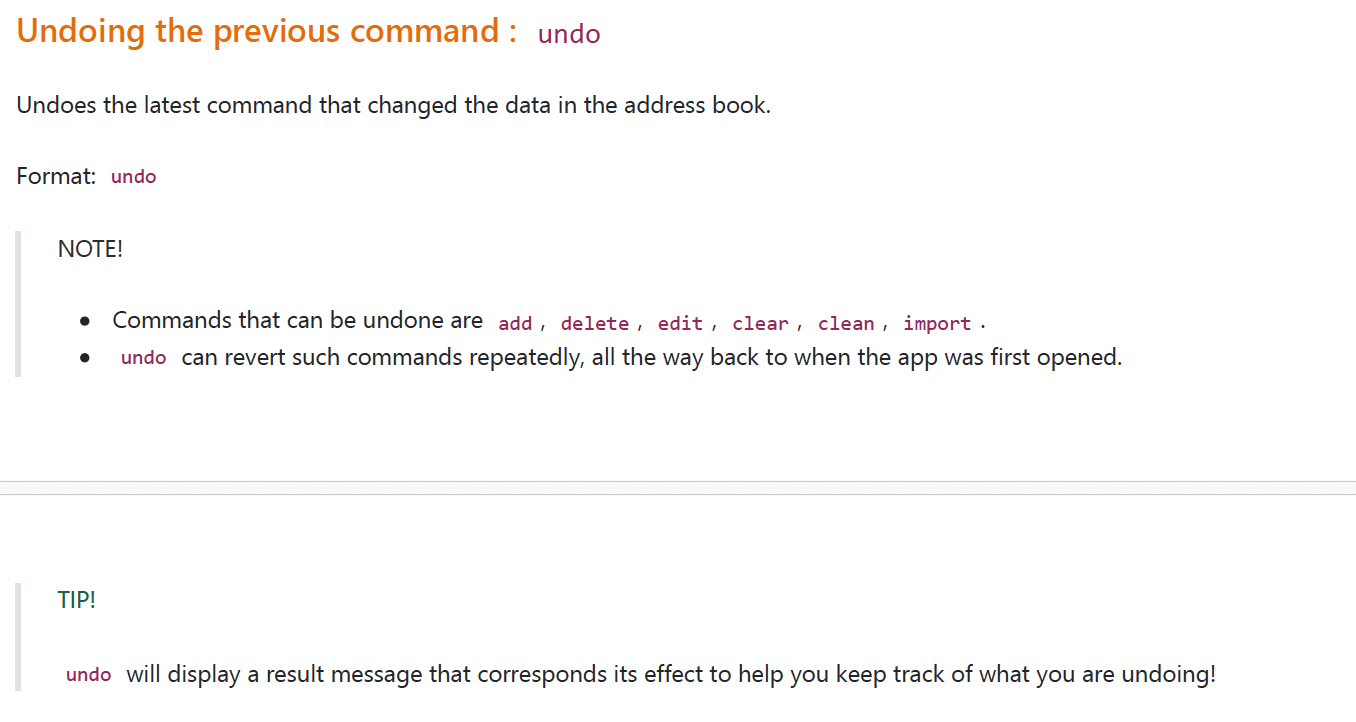 Undoing the previous command : undo
Undoes the latest command that changed the data in the address book.
Format: undo
NOTE!
• Commands that can be undone are add , delete , edit , clear , clean , import .
• undo can revert such commands repeatedly, all the way back to when the app was first opened.
TIP!
undo will display a result message that corresponds its effect to help you keep track of what you are undoing!